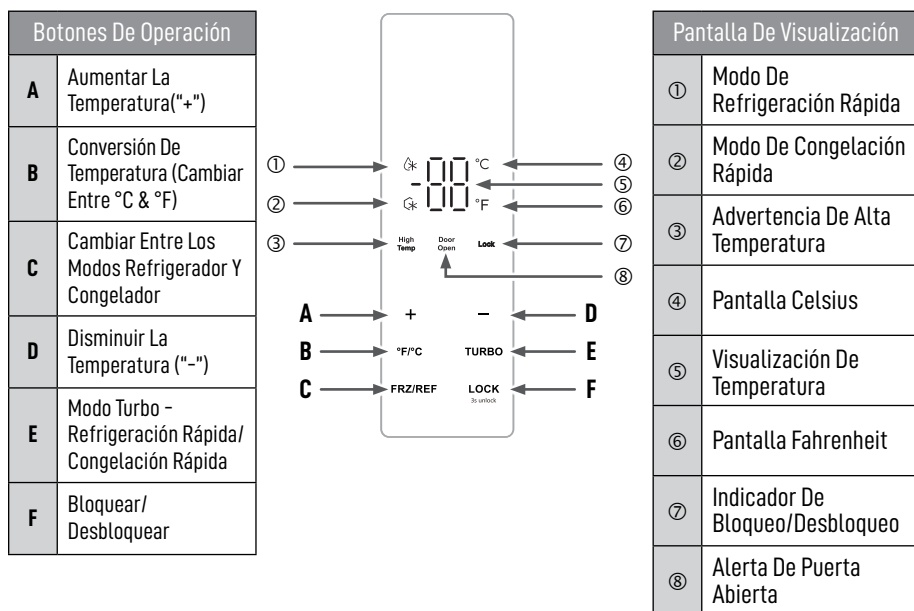 Botones De Operación
A
Aumentar La
Temperatura("+")
B
Conversión De
Temperatura (Cambiar
Entre °C & °F)
C
Cambiar Entre Los
Modos Refrigerador Y
Congelador
D
Disminuir La
Temperatura ("-")
E
Modo Turbo -
Refrigeración Rápida/
Congelación Rápida
F
Bloquear/
Desbloquear
①
②
③
-88
°C
°F
High
Temp
Door
Open
Lock
④
⑤
⑥
⑦
⑧
A + − D
B °F/°C TURBO E
C FRZ/REF LOCK F
3s unlock
Pantalla De Visualización
①
Modo De
Refrigeración Rápida
②
Modo De Congelación
Rápida
③
Advertencia De Alta
Temperatura
④
Pantalla Celsius
⑤
Visualización De
Temperatura
⑥
Pantalla Fahrenheit
⑦
Indicador De
Bloqueo/Desbloqueo
⑧
Alerta De Puerta
Abierta